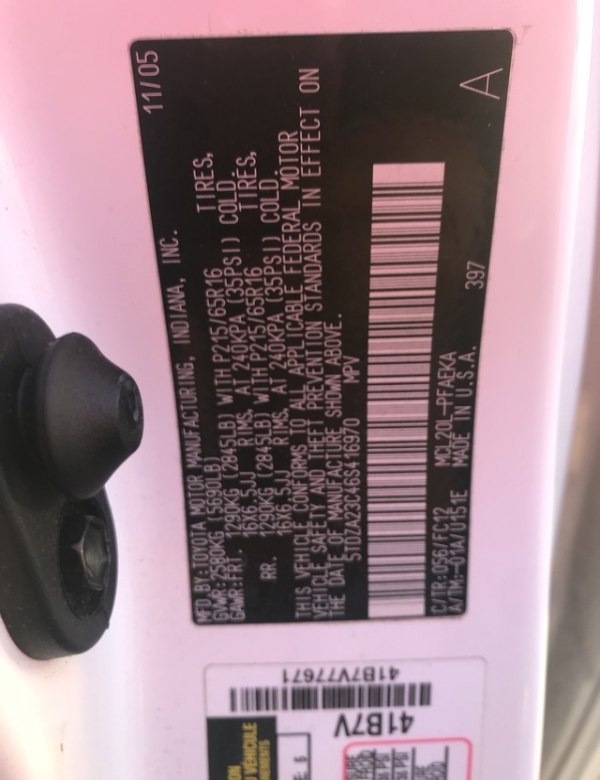 11/05
MFD.BY:TOYOTA MOTOR MANUFACTURING, INDIANA, INC.
GVWR:2580KG (5690LB)
GAWR:FRT. 1290KG (2845LB) WITH P215/65R16 TIRES,
16X6.5JJ RIMS, AT 240KPA (35PSI) COLD.
RR. 1290KG (2845LB) WITH P215/65R16 TIRES,
16X6.5JJ RIMS, AT 240KPA (35PSI) COLD.
THIS VEHICLE CONFORMS TO ALL APPLICABLE FEDERAL MOTOR
VEHICLE SAFETY AND THEFT PREVENTION STANDARDS IN EFFECT ON
THE DATE OF MANUFACTURE SHOWN ABOVE.
5TDZA23C46S416970 MPV
C/TR:056/FC12 MCL20L-PFAEKA 397
A/TM:-01A/U151E MADE IN U.S.A.
A
41B7V77671
41B7V
VÉHICULE